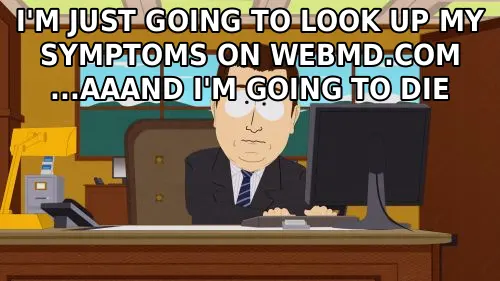 I'M JUST GOING TO LOOK UP MY
SYMPTOMS ON WEBMD.COM
...AAAND I'M GOING TO DIE